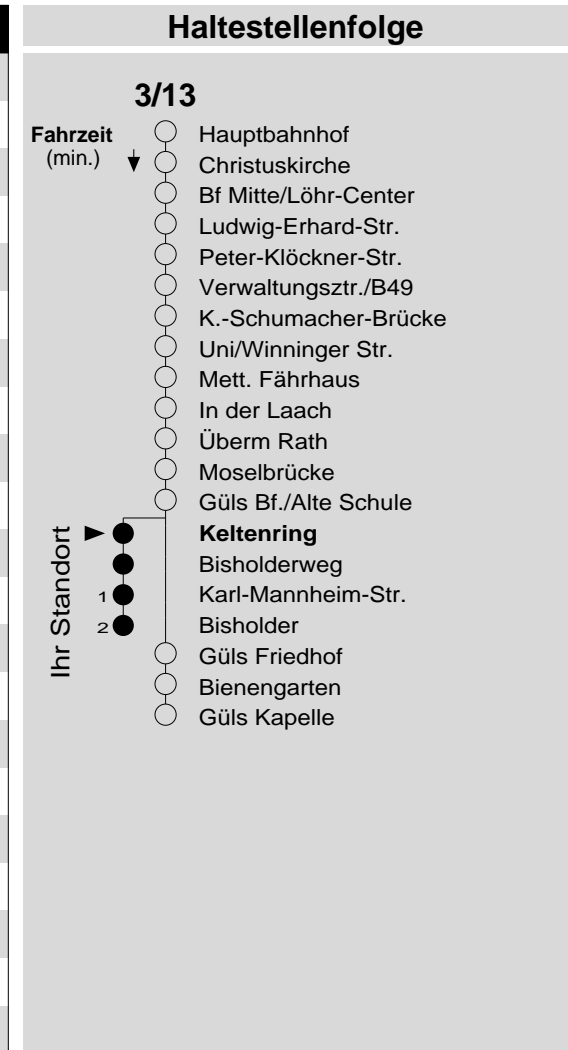 Haltestellenfolge
3/13
Fahrzeit
(min.)
Hauptbahnhof
Christuskirche
Bf Mitte/Löhr-Center
Ludwig-Erhard-Str.
Peter-Klöckner-Str.
Verwaltungsztr./B49
K.-Schumacher-Brücke
Uni/Winninger Str.
Mett. Fährhaus
In der Laach
Überm Rath
Moselbrücke
Güls Bf./Alte Schule
Ihr Standort
Keltenring
Bisholderweg
1 Karl-Mannheim-Str.
2 Bisholder
Güls Friedhof
Bienengarten
Güls Kapelle